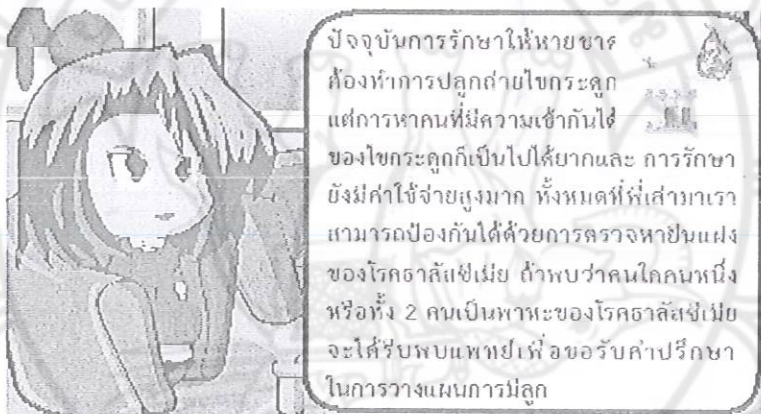 ปัจจุบันการรักษาให้หายขาด
ต้องทำการปลูกถ่ายไขกระดูก
แต่การหาคนที่มีความเข้ากันได้
ของไขกระดูกก็เป็นไปได้ยากและ การรักษา
ยังมีค่าใช้จ่ายสูงมาก ทั้งหมดที่พี่เล่ามาเรา
สามารถป้องกันได้ด้วยการตรวจหายีนแฝง
ของโรคธาลัสซีเมีย ถ้าพบว่าคนใดคนหนึ่ง
หรือทั้ง 2 คนเป็นพาหะของโรคธาลัสซีเมีย
จะได้รีบพบแพทย์เพื่อขอรับคำปรึกษา
ในการวางแผนการมีลูก